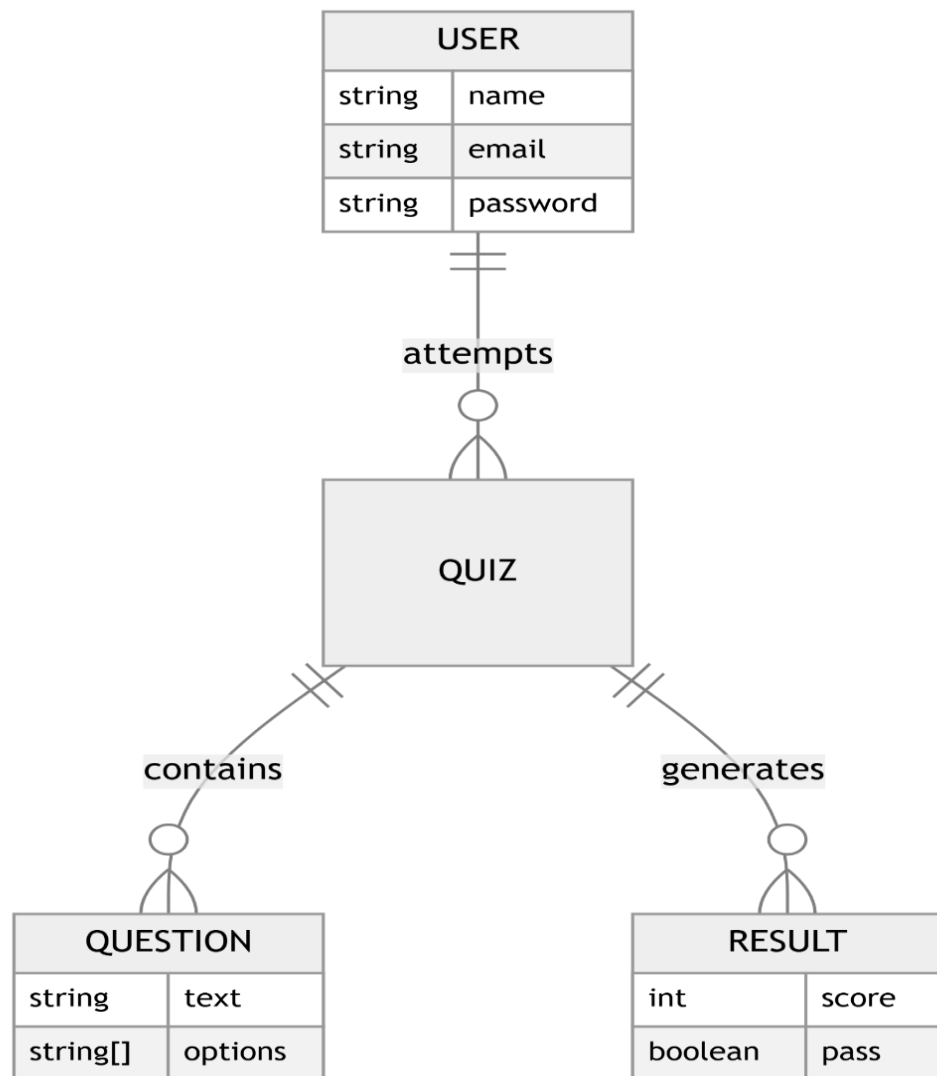 USER
string name
string email
string password
attempts
QUIZ
contains
generates
QUESTION
string text
string[] options
RESULT
int score
boolean pass